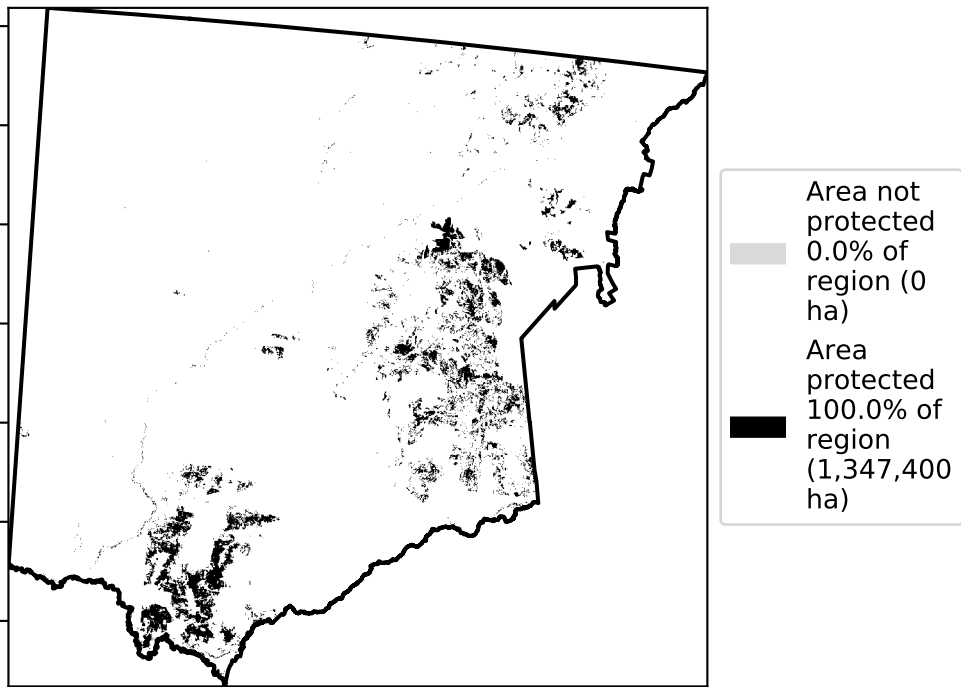 Area not
protected
0.0% of
region (0
ha)
Area
protected
100.0% of
region
(1,347,400
ha)